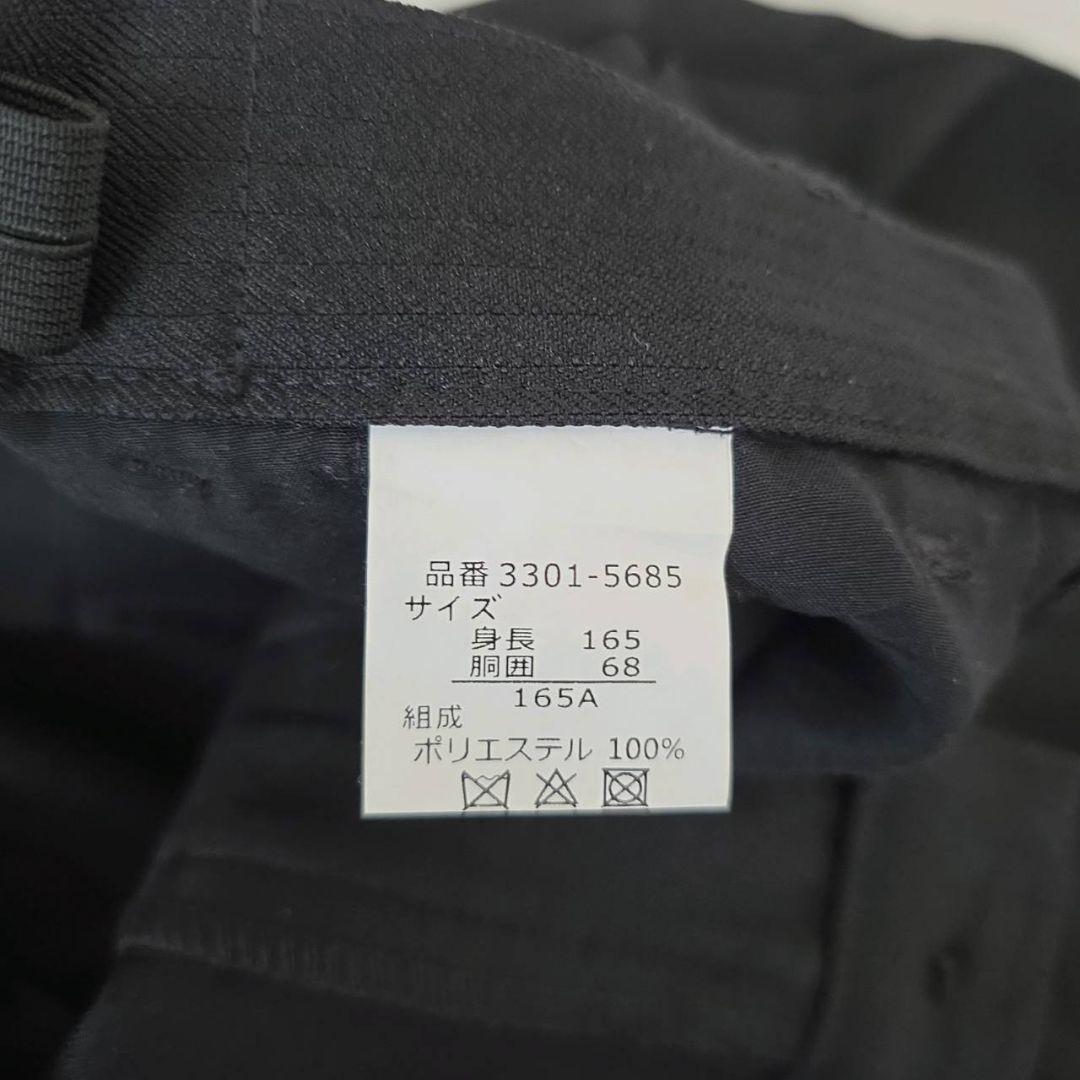 品番 3301-5685
サイズ
身長 165
胴囲 68
165A
組成
ポリエステル 100%